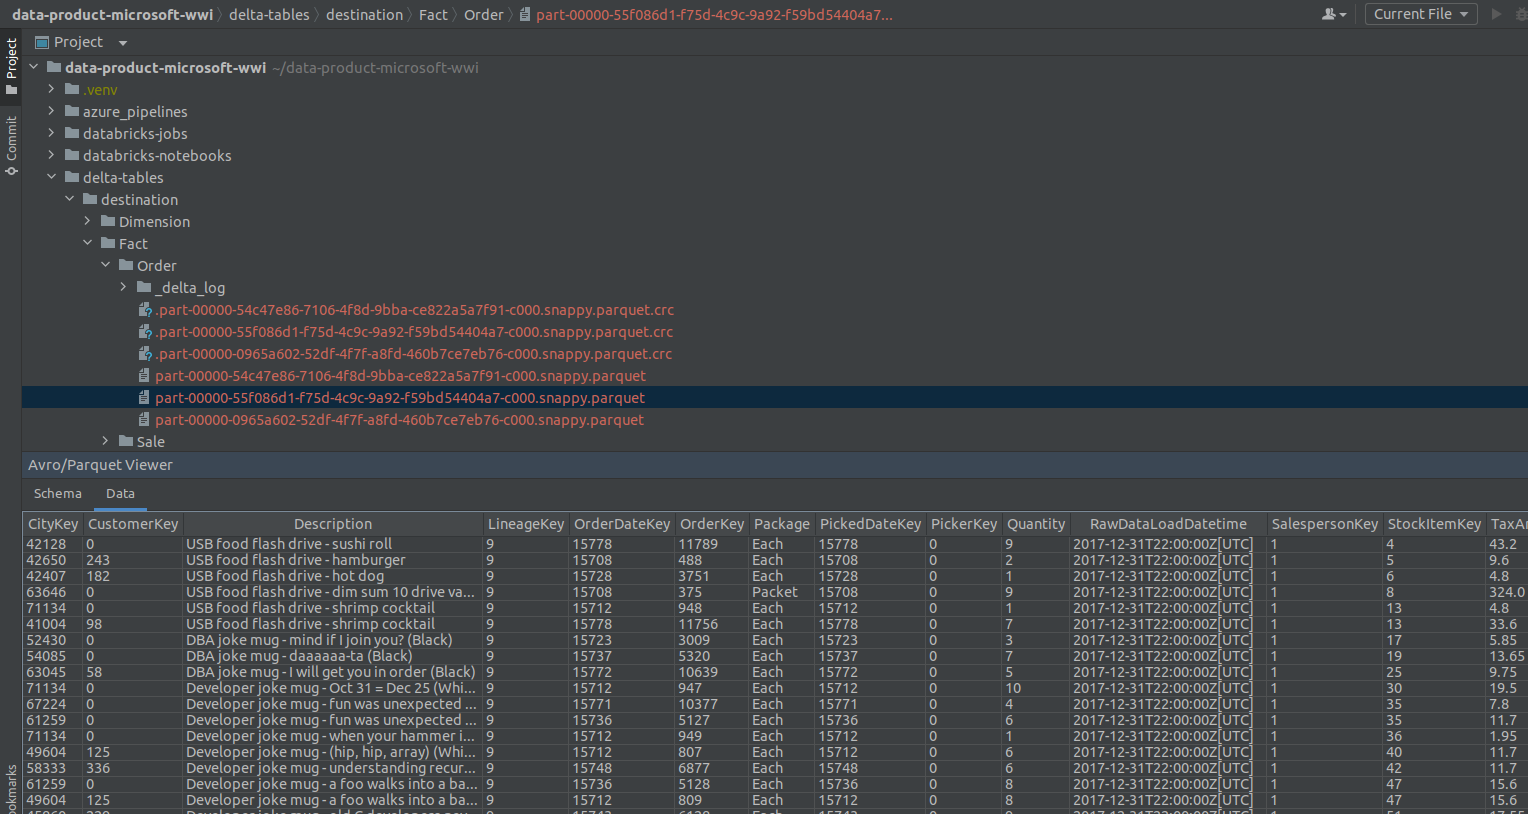 data-product-microsoft-wwi delta-tables destination Fact Order part-00000-55f086d1-f75d-4c9c-9a92-f59bd54404a7... Current File
Project
Project
data-product-microsoft-wwi ~/data-product-microsoft-wwi
.venv
azure_pipelines
Commit
databricks-jobs
databricks-notebooks
delta-tables
destination
Dimension
Fact
Order
_delta_log
.part-00000-54c47e86-7106-4f8d-9bba-ce822a5a7f91-c000.snappy.parquet.crc
.part-00000-55f086d1-f75d-4c9c-9a92-f59bd54404a7-c000.snappy.parquet.crc
.part-00000-0965a602-52df-4f7f-a8fd-460b7ce7eb76-c000.snappy.parquet.crc
part-00000-54c47e86-7106-4f8d-9bba-ce822a5a7f91-c000.snappy.parquet
part-00000-55f086d1-f75d-4c9c-9a92-f59bd54404a7-c000.snappy.parquet
part-00000-0965a602-52df-4f7f-a8fd-460b7ce7eb76-c000.snappy.parquet
Sale
Avro/Parquet Viewer
Schema Data
CityKey CustomerKey Description LineageKey OrderDateKey OrderKey Package PickedDateKey PickerKey Quantity RawDataLoadDatetime SalespersonKey StockItemKey TaxAm
42128 0 USB food flash drive - sushi roll 9 15778 11789 Each 15778 0 9 2017-12-31T22:00:00Z[UTC] 1 4 43.2
42650 243 USB food flash drive - hamburger 9 15708 488 Each 15708 0 2 2017-12-31T22:00:00Z[UTC] 1 5 9.6
42407 182 USB food flash drive - hot dog 9 15728 3751 Each 15728 0 1 2017-12-31T22:00:00Z[UTC] 1 6 4.8
63646 0 USB food flash drive - dim sum 10 drive va... 9 15708 375 Packet 15708 0 9 2017-12-31T22:00:00Z[UTC] 1 8 324.0
71134 0 USB food flash drive - shrimp cocktail 9 15712 948 Each 15712 0 1 2017-12-31T22:00:00Z[UTC] 1 13 4.8
41004 98 USB food flash drive - shrimp cocktail 9 15778 11756 Each 15778 0 7 2017-12-31T22:00:00Z[UTC] 1 13 33.6
52430 0 DBA joke mug - mind if I join you? (Black) 9 15723 3009 Each 15723 0 3 2017-12-31T22:00:00Z[UTC] 1 17 5.85
54085 0 DBA joke mug - daaaaaa-ta (Black) 9 15737 5320 Each 15737 0 7 2017-12-31T22:00:00Z[UTC] 1 19 13.65
63045 58 DBA joke mug - I will get you in order (Black) 9 15772 10639 Each 15772 0 5 2017-12-31T22:00:00Z[UTC] 1 25 9.75
71134 0 Developer joke mug - Oct 31 = Dec 25 (Whi... 9 15712 947 Each 15712 0 10 2017-12-31T22:00:00Z[UTC] 1 30 19.5
67224 0 Developer joke mug - fun was unexpected ... 9 15771 10377 Each 15771 0 4 2017-12-31T22:00:00Z[UTC] 1 35 7.8
61259 0 Developer joke mug - fun was unexpected ... 9 15736 5127 Each 15736 0 6 2017-12-31T22:00:00Z[UTC] 1 35 11.7
71134 0 Developer joke mug - when your hammer i... 9 15712 949 Each 15712 0 1 2017-12-31T22:00:00Z[UTC] 1 36 1.95
49604 125 Developer joke mug - (hip, hip, array) (Whi... 9 15712 807 Each 15712 0 6 2017-12-31T22:00:00Z[UTC] 1 40 11.7
58333 336 Developer joke mug - understanding recur... 9 15748 6877 Each 15748 0 6 2017-12-31T22:00:00Z[UTC] 1 42 11.7
61259 0 Developer joke mug - a foo walks into a ba... 9 15736 5128 Each 15736 0 8 2017-12-31T22:00:00Z[UTC] 1 47 15.6
49604 125 Developer joke mug - a foo walks into a ba... 9 15712 809 Each 15712 0 8 2017-12-31T22:00:00Z[UTC] 1 47 15.6
okmarks